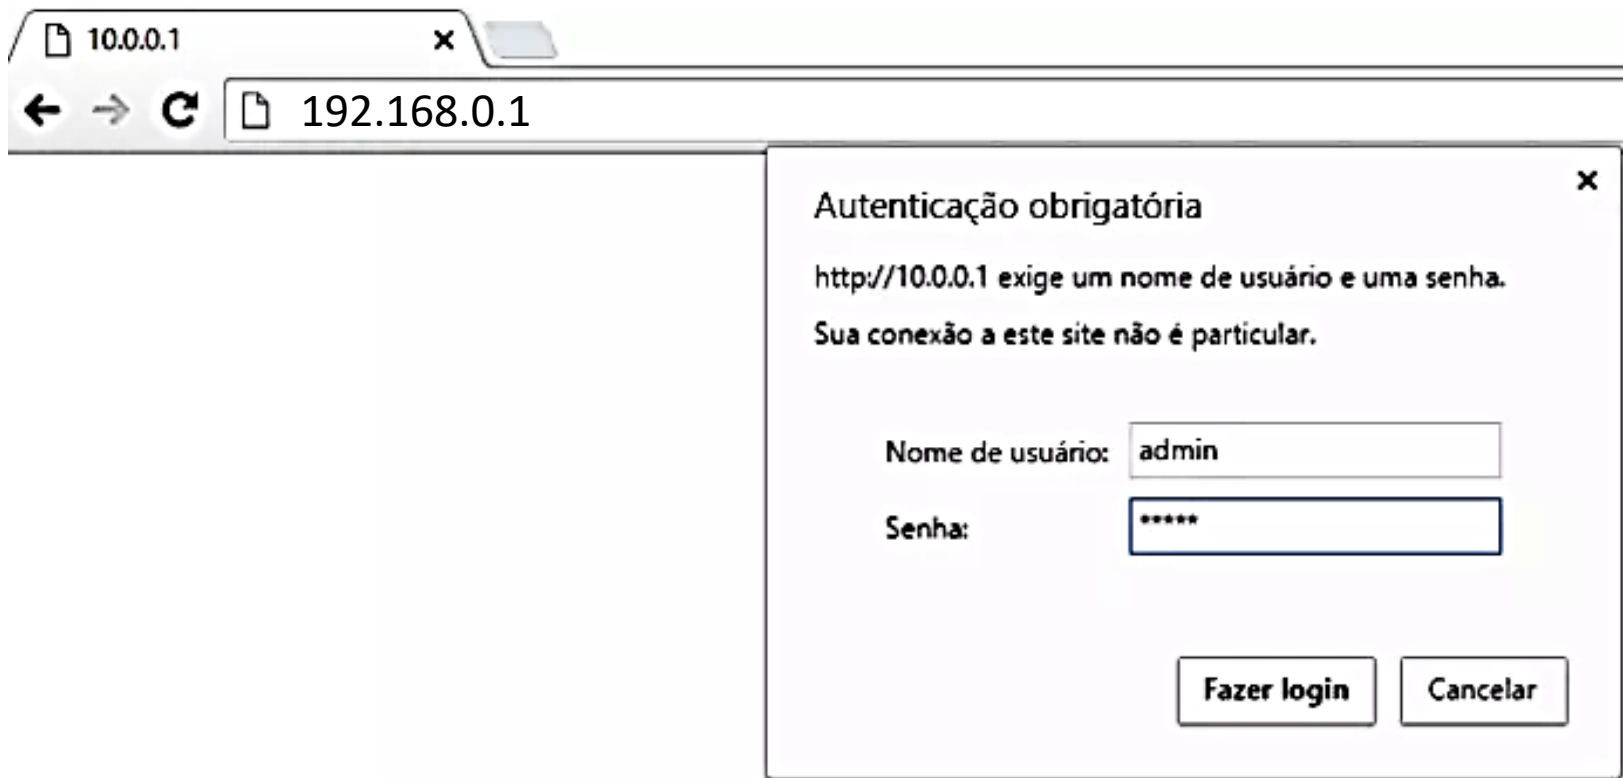 10.0.0.1
192.168.0.1
Autenticação obrigatória
http://10.0.0.1 exige um nome de usuário e uma senha.
Sua conexão a este site não é particular.
Nome de usuário: admin
Senha: *****
Fazer login Cancelar